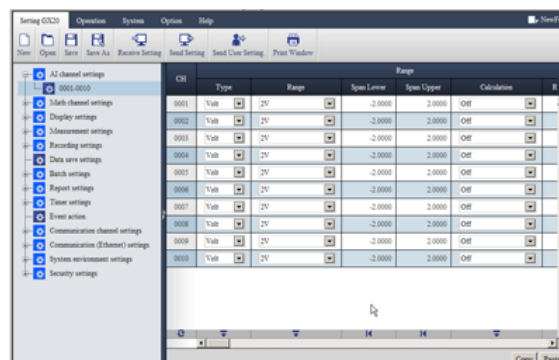 Setting GX20 Operation System Option Help NewF
New Open Save Save As Receive Setting Send Setting Send User Setting Print Window
AI channel settings
0001-0010
Math channel settings
Display settings
Measurement settings
Recording settings
Data save settings
Batch settings
Report settings
Timer settings
Event action
Communication channel settings
Communication (Ethernet) settings
System environment settings
Security settings
CH Range
Type Range Span Lower Span Upper Calculation R
0001 Volt 2V -2.0000 2.0000 Off
0002 Volt 2V -2.0000 2.0000 Off
0003 Volt 2V -2.0000 2.0000 Off
0004 Volt 2V -2.0000 2.0000 Off
0005 Volt 2V -2.0000 2.0000 Off
0006 Volt 2V -2.0000 2.0000 Off
0007 Volt 2V -2.0000 2.0000 Off
0008 Volt 2V -2.0000 2.0000 Off
0009 Volt 2V -2.0000 2.0000 Off
0010 Volt 2V -2.0000 2.0000 Off
Copy